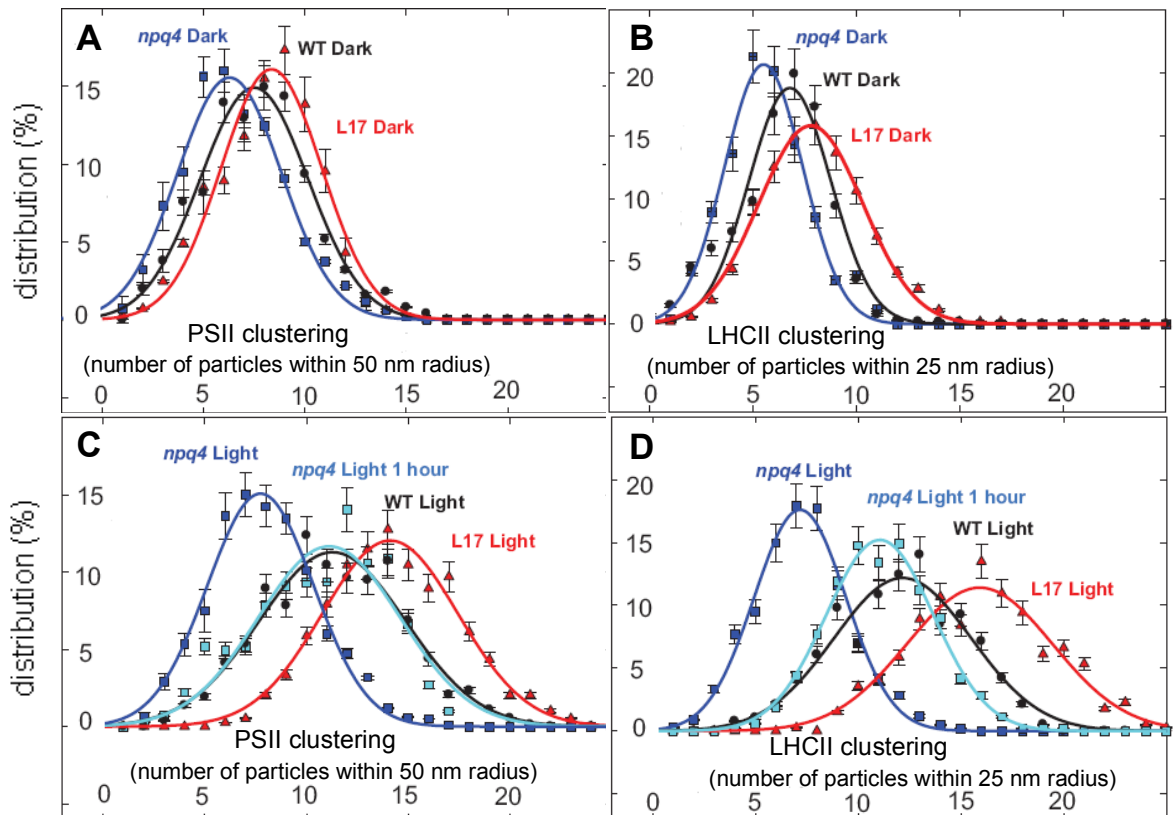 A
npq4 Dark
WT Dark
L17 Dark
distribution (%)
15
10
5
0
PSII clustering
(number of particles within 50 nm radius)
0 5 10 15 20
B
npq4 Dark
WT Dark
L17 Dark
20
15
10
5
0
LHCII clustering
(number of particles within 25 nm radius)
0 5 10 15 20
C
npq4 Light
npq4 Light 1 hour
WT Light
L17 Light
distribution (%)
15
10
5
0
PSII clustering
(number of particles within 50 nm radius)
0 5 10 15 20
D
npq4 Light
npq4 Light 1 hour
WT Light
L17 Light
20
15
10
5
0
LHCII clustering
(number of particles within 25 nm radius)
0 5 10 15 20